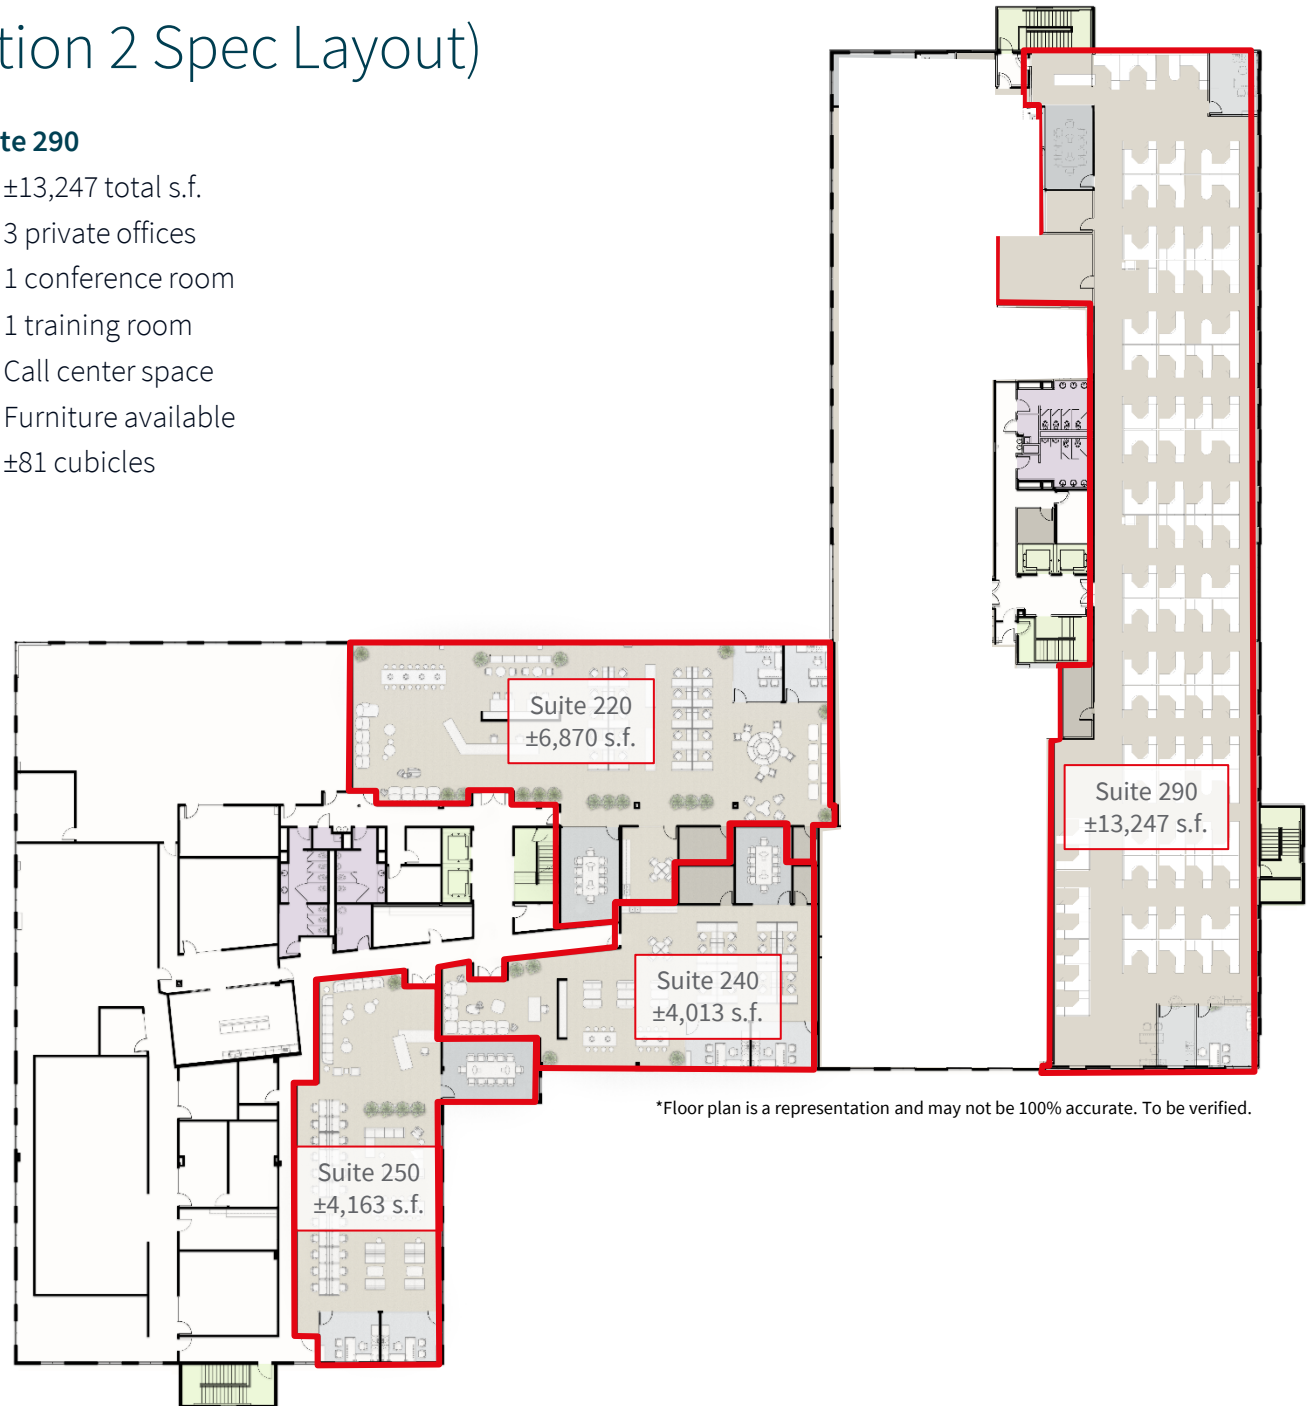 tion 2 Spec Layout)
te 290
±13,247 total s.f.
3 private offices
1 conference room
1 training room
Call center space
Furniture available
±81 cubicles
Suite 220
±6,870 s.f.
Suite 290
±13,247 s.f.
Suite 240
±4,013 s.f.
*Floor plan is a representation and may not be 100% accurate. To be verified.
Suite 250
±4,163 s.f.